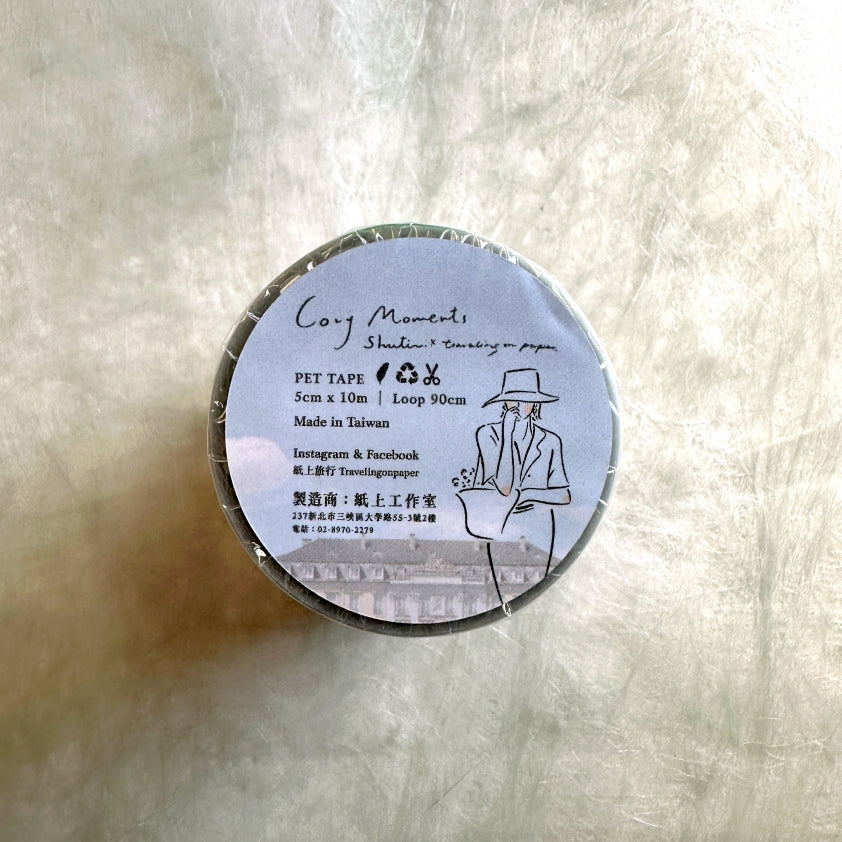 Cozy Moments
Shutin. x traveling on paper.
PET TAPE
5cm x 10m | Loop 90cm
Made in Taiwan
Instagram & Facebook
紙上旅行 Travelingonpaper
製造商：紙上工作室
237新北市三峽區大學路55-3號2樓
電話：02-8970-2279